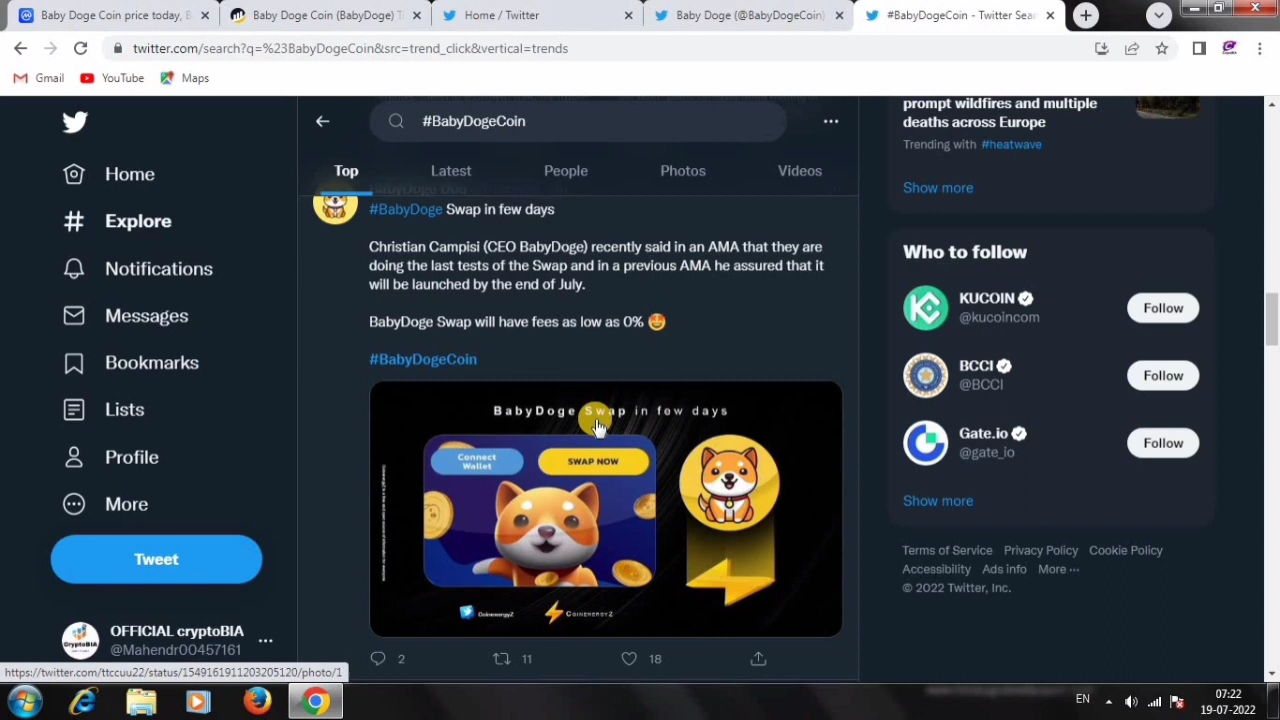 Baby Doge Coin price today, B
Baby Doge Coin (BabyDoge) T
Home / Twitter
Baby Doge (@BabyDogeCoin)
#BabyDogeCoin - Twitter Sear
twitter.com/search?q=%23BabyDogeCoin&src=trend_click&vertical=trends
Gmail
YouTube
Maps
Home
Explore
Notifications
Messages
Bookmarks
Lists
Profile
More
Tweet
OFFICIAL cryptoBIA
@Mahendr00457161
#BabyDogeCoin
Top
Latest
People
Photos
Videos
#BabyDoge Swap in few days
Christian Campisi (CEO BabyDoge) recently said in an AMA that they are
doing the last tests of the Swap and in a previous AMA he assured that it
will be launched by the end of July.
BabyDoge Swap will have fees as low as 0% 🤩
#BabyDogeCoin
BabyDoge Swap in few days
Connect
Wallet
SWAP NOW
CoinenergyZ
COINENERGYZ
2
11
18
prompt wildfires and multiple
deaths across Europe
Trending with #heatwave
Show more
Who to follow
KUCOIN
@kucoincom
Follow
BCCI
@BCCI
Follow
Gate.io
@gate_io
Follow
Show more
Terms of Service Privacy Policy Cookie Policy
Accessibility Ads info More ···
© 2022 Twitter, Inc.
https://twitter.com/ttccuu22/status/1549161911203205120/photo/1
EN
07:22
19-07-2022